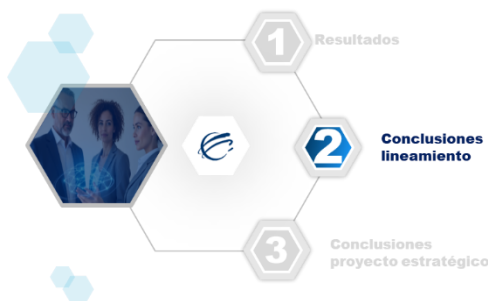 1
Resultados
2
Conclusiones
lineamiento
3
Conclusiones
proyecto estratégico